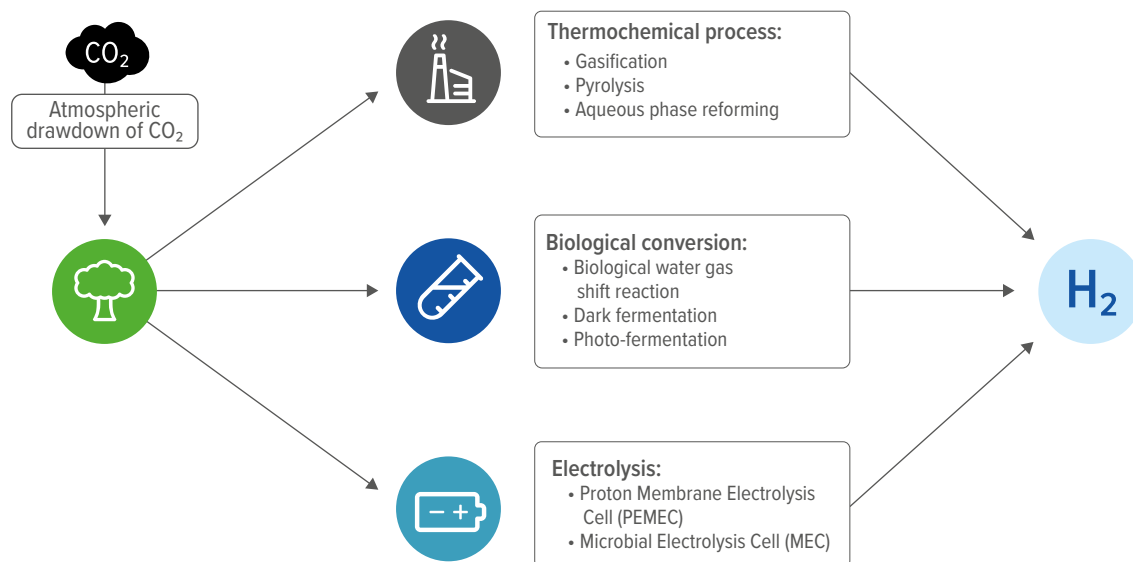 CO₂
Atmospheric
drawdown of CO₂
Thermochemical process:
• Gasification
• Pyrolysis
• Aqueous phase reforming
Biological conversion:
• Biological water gas
shift reaction
• Dark fermentation
• Photo-fermentation
Electrolysis:
• Proton Membrane Electrolysis
Cell (PEMEC)
• Microbial Electrolysis Cell (MEC)
H₂